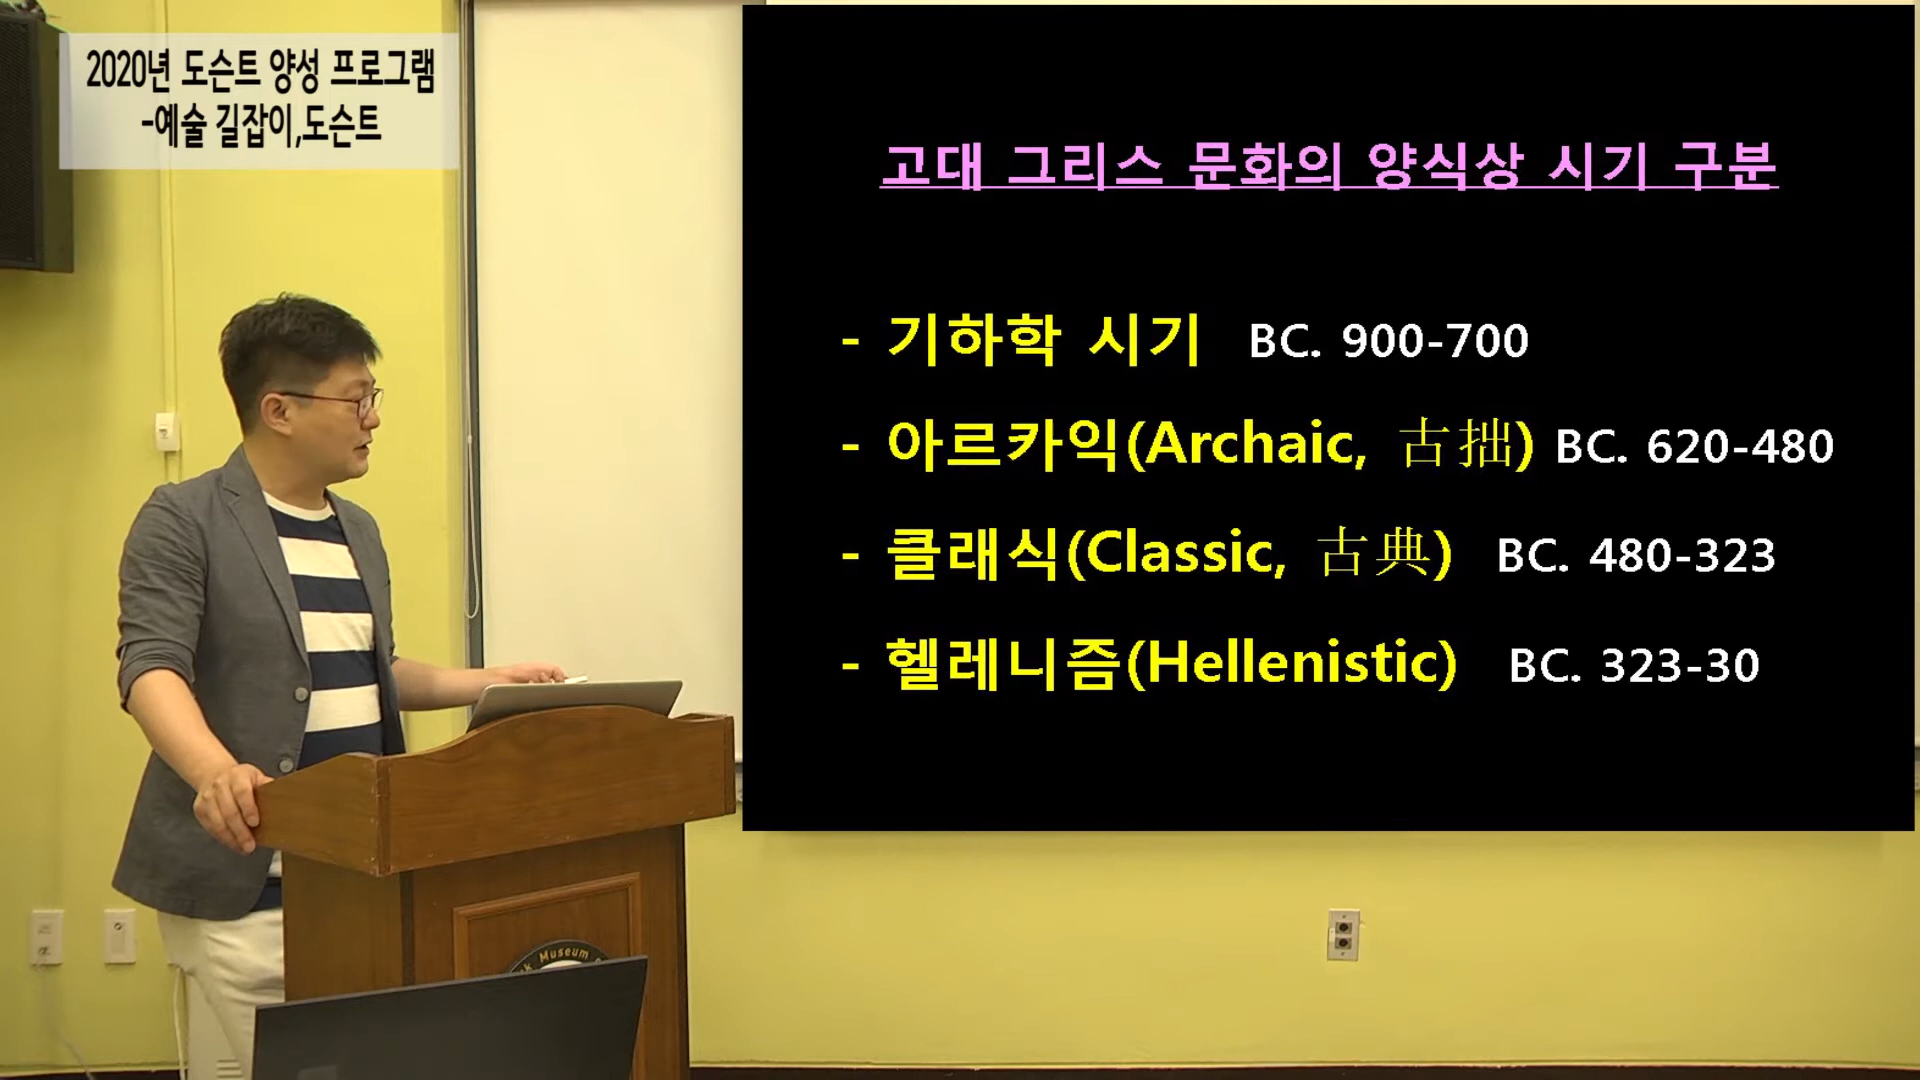 2020년 도슨트 양성 프로그램
-예술 길잡이,도슨트
고대 그리스 문화의 양식상 시기 구분
- 기하학 시기 BC. 900-700
- 아르카익(Archaic, 古拙) BC. 620-480
- 클래식(Classic, 古典) BC. 480-323
- 헬레니즘(Hellenistic) BC. 323-30
Museum